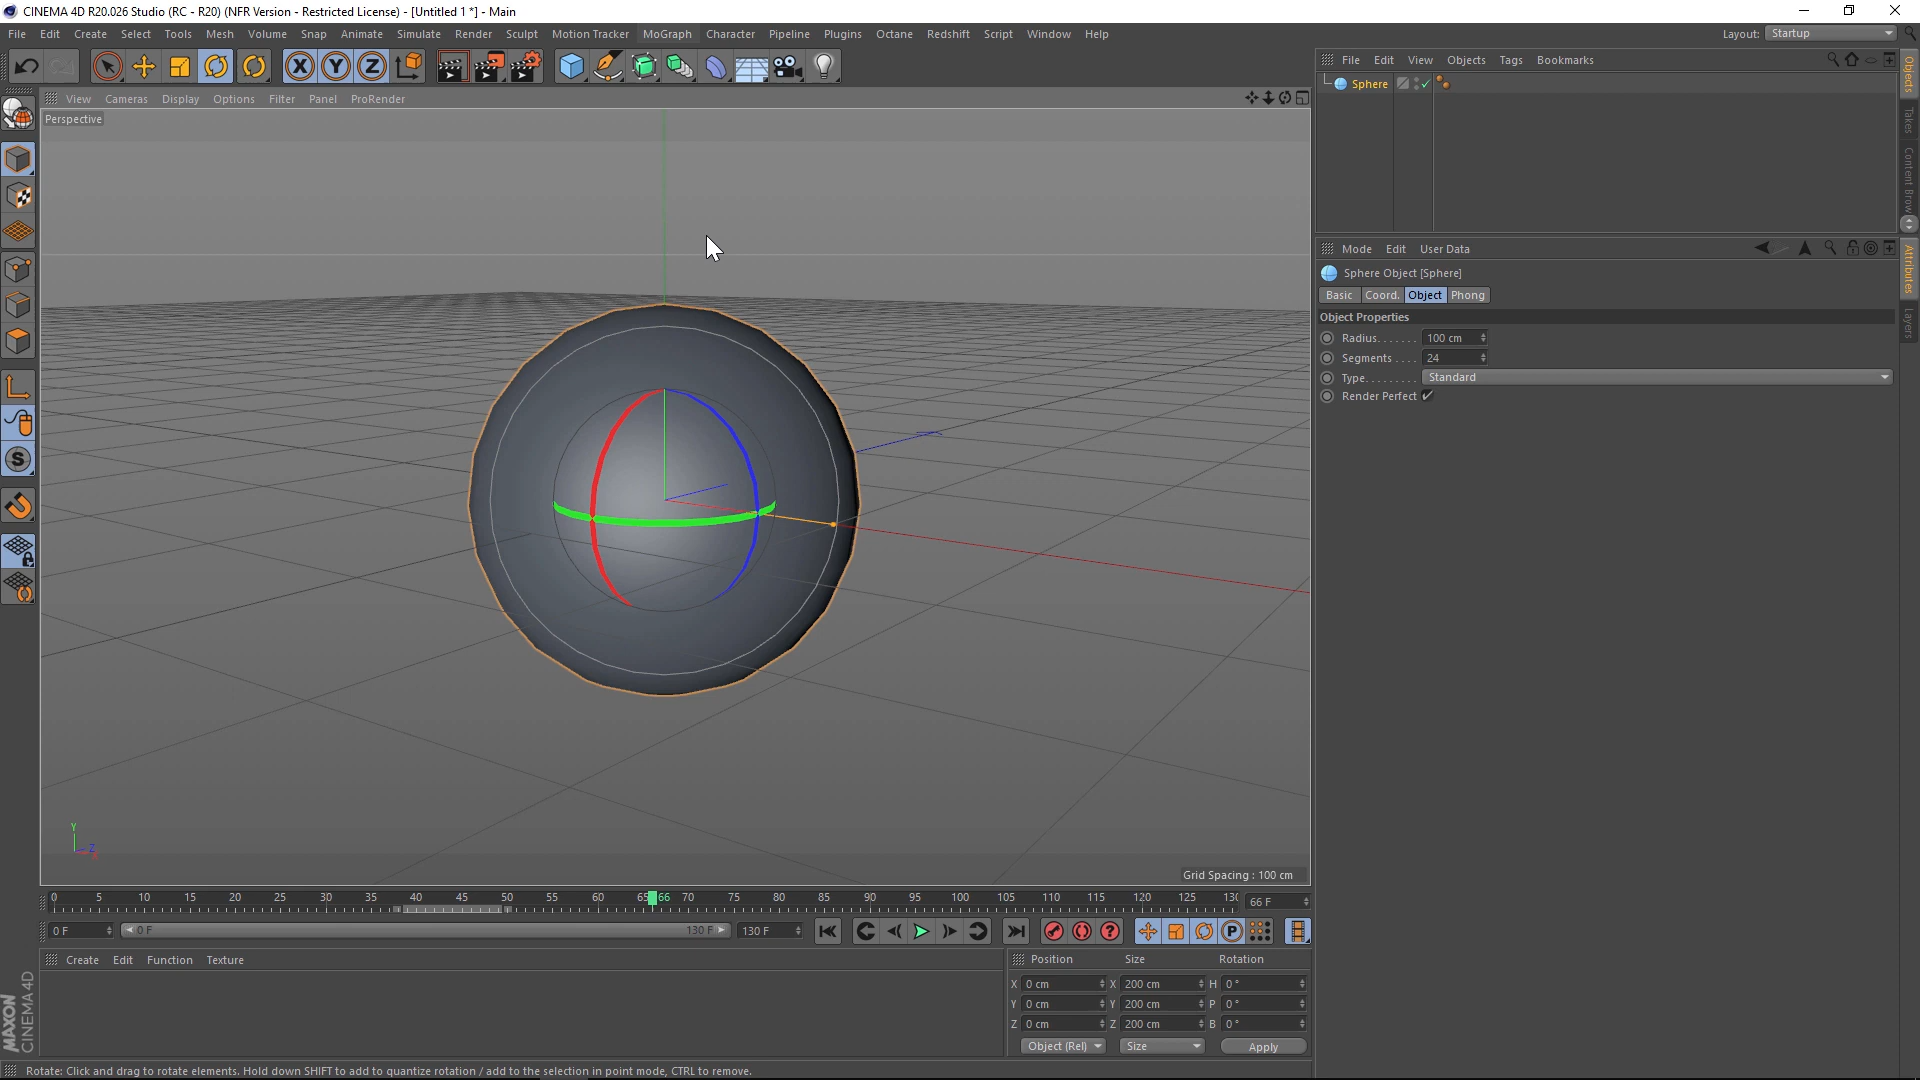 CINEMA 4D R20.026 Studio (RC - R20) (NFR Version - Restricted License) - [Untitled 1 *] - Main
File Edit Create Select Tools Mesh Volume Snap Animate Simulate Render Sculpt Motion Tracker MoGraph Character Pipeline Plugins Octane Redshift Script Window Help
Layout: Startup
X Y Z
File Edit View Objects Tags Bookmarks
Sphere
View Cameras Display Options Filter Panel ProRender
Perspective
Objects
Takes
Content Brow
Mode Edit User Data
Sphere Object [Sphere]
Basic Coord. Object Phong
Object Properties
Radius....... 100 cm
Segments .... 24
Type......... Standard
Render Perfect
Attributes
Layers
S
Y
Z
X
Grid Spacing : 100 cm
0 5 10 15 20 25 30 35 40 45 50 55 60 65 66 70 75 80 85 90 95 100 105 110 115 120 125 130
66 F
0 F 0 F 130 F 130 F
P
Create Edit Function Texture
Position Size Rotation
X 0 cm X 200 cm H 0 °
Y 0 cm Y 200 cm P 0 °
Z 0 cm Z 200 cm B 0 °
Object (Rel) Size Apply
MAXON
CINEMA 4D
Rotate: Click and drag to rotate elements. Hold down SHIFT to add to quantize rotation / add to the selection in point mode, CTRL to remove.